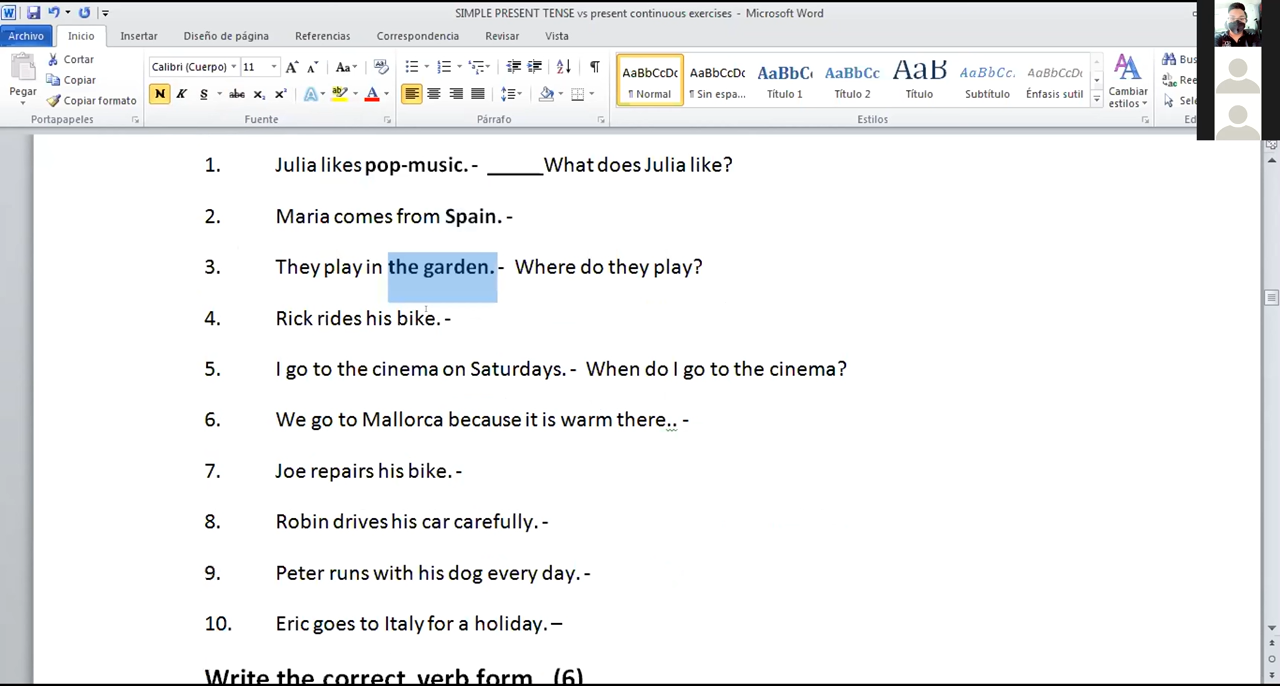 SIMPLE PRESENT TENSE vs present continuous exercises - Microsoft Word
Archivo Inicio Insertar Diseño de página Referencias Correspondencia Revisar Vista
Cortar
Copiar
Copiar formato
Pegar
Portapapeles
Calibri (Cuerpo) 11
Fuente
Párrafo
AaBbCcDc AaBbCcDc AaBbC AaBbCc AaB AaBbCc. AaBbCcDc
¶ Normal ¶ Sin espa... Título 1 Título 2 Título Subtítulo Énfasis sutil
Cambiar estilos
Estilos
1. Julia likes pop-music. - _____What does Julia like?
2. Maria comes from Spain. -
3. They play in the garden. - Where do they play?
4. Rick rides his bike. -
5. I go to the cinema on Saturdays. - When do I go to the cinema?
6. We go to Mallorca because it is warm there.. -
7. Joe repairs his bike. -
8. Robin drives his car carefully. -
9. Peter runs with his dog every day. -
10. Eric goes to Italy for a holiday. –
Write the correct verb form (6)